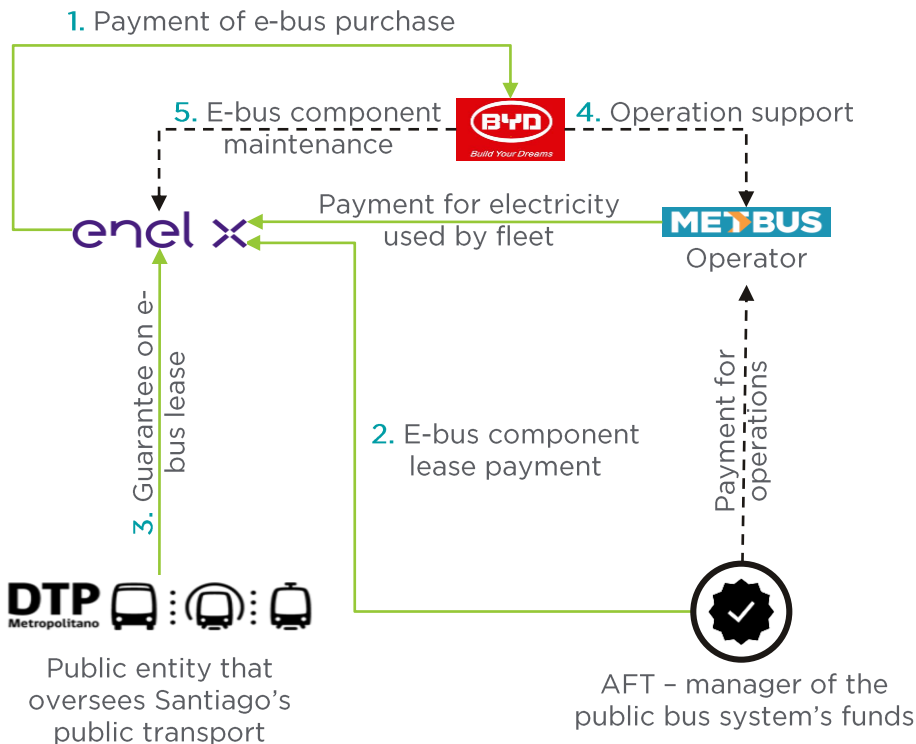 1. Payment of e-bus purchase
5. E-bus component
maintenance
BYD
Build Your Dreams
4. Operation support
enel x
Payment for electricity
used by fleet
METBUS
Operator
3. Guarantee on e-
bus lease
2. E-bus component
lease payment
Payment for
operations
DTP
Metropolitano
Public entity that
oversees Santiago’s
public transport
AFT – manager of the
public bus system’s funds